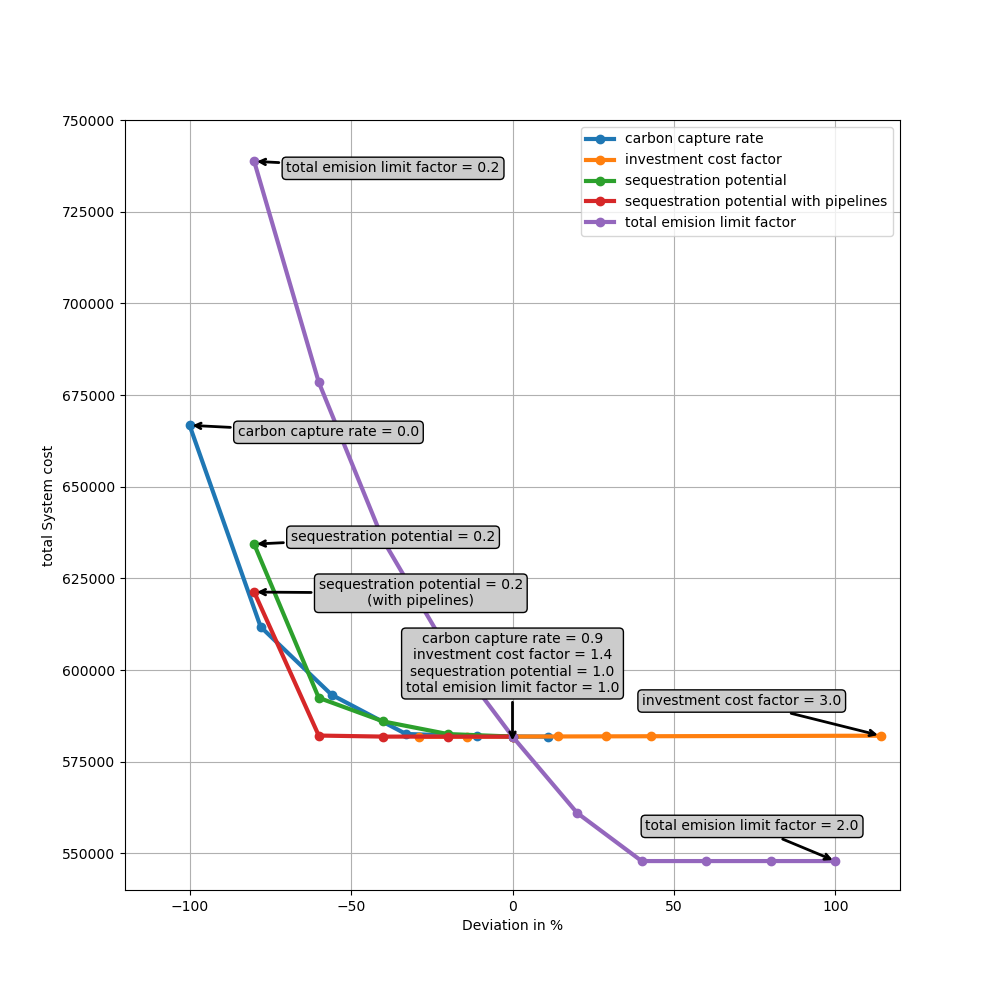 750000
725000
700000
675000
650000
625000
600000
575000
550000
total System cost
−100
−50
0
50
100
Deviation in %
carbon capture rate
investment cost factor
sequestration potential
sequestration potential with pipelines
total emision limit factor
total emision limit factor = 0.2
carbon capture rate = 0.0
sequestration potential = 0.2
sequestration potential = 0.2
(with pipelines)
carbon capture rate = 0.9
investment cost factor = 1.4
sequestration potential = 1.0
total emision limit factor = 1.0
investment cost factor = 3.0
total emision limit factor = 2.0